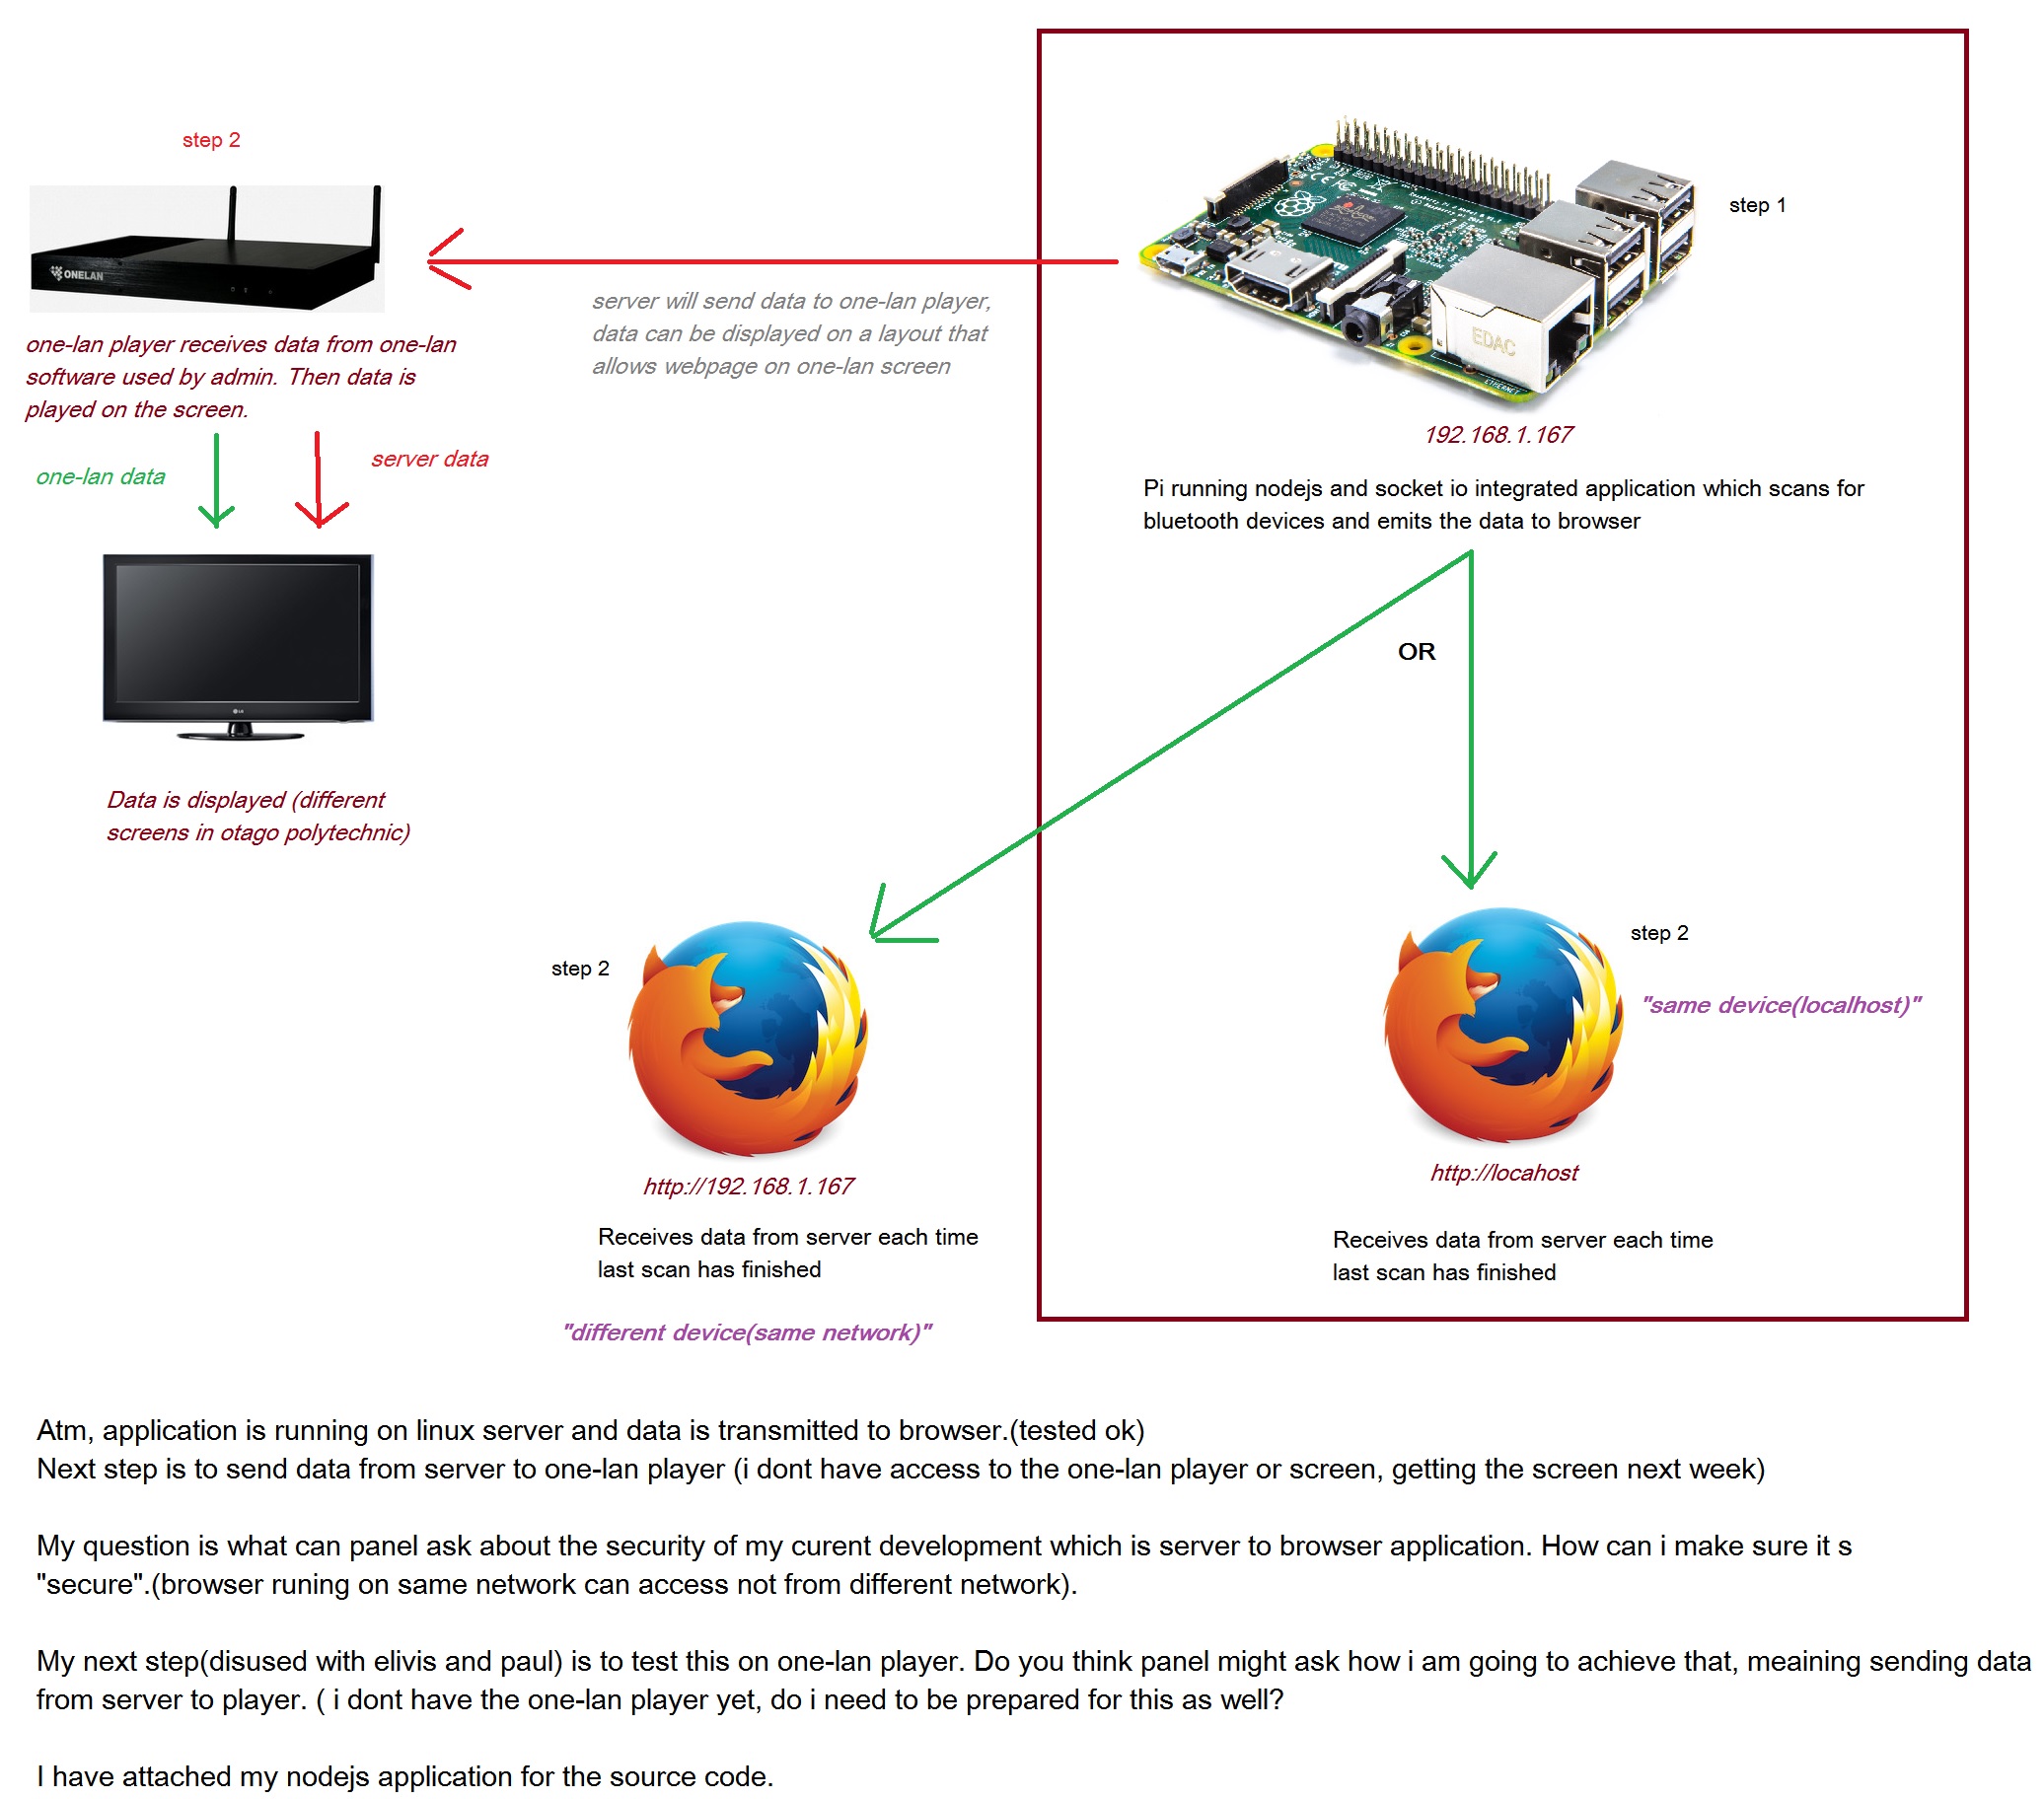 step 2
ONELAN
one-lan player receives data from one-lan
software used by admin. Then data is
played on the screen.
one-lan data
server data
Data is displayed (different
screens in otago polytechnic)
server will send data to one-lan player,
data can be displayed on a layout that
allows webpage on one-lan screen
step 1
EDAC
ETHERNET
192.168.1.167
Pi running nodejs and socket io integrated application which scans for
bluetooth devices and emits the data to browser
OR
step 2
http://192.168.1.167
Receives data from server each time
last scan has finished
"different device(same network)"
step 2
"same device(localhost)"
http://locahost
Receives data from server each time
last scan has finished
Atm, application is running on linux server and data is transmitted to browser.(tested ok)
Next step is to send data from server to one-lan player (i dont have access to the one-lan player or screen, getting the screen next week)
My question is what can panel ask about the security of my curent development which is server to browser application. How can i make sure it s
"secure".(browser runing on same network can access not from different network).
My next step(disused with elivis and paul) is to test this on one-lan player. Do you think panel might ask how i am going to achieve that, meaining sending data
from server to player. ( i dont have the one-lan player yet, do i need to be prepared for this as well?
I have attached my nodejs application for the source code.